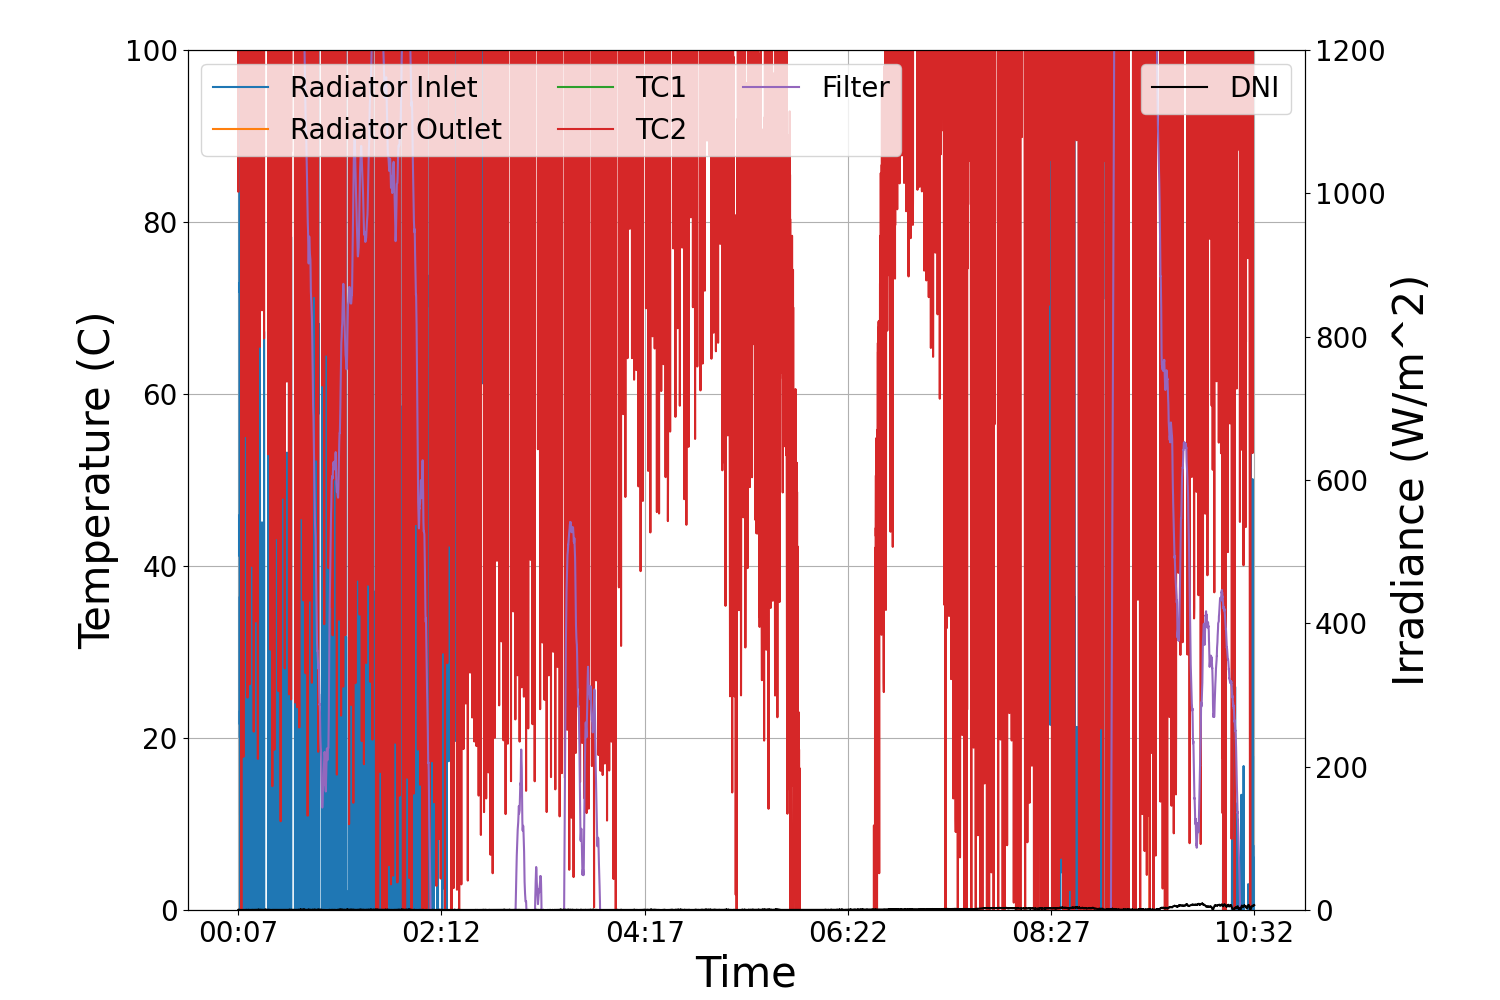 100
80
60
40
20
0
Temperature (C)
Radiator Inlet
Radiator Outlet
TC1
TC2
Filter
DNI
1200
1000
800
600
400
200
0
Irradiance (W/m^2)
00:07 02:12 04:17 06:22 08:27 10:32
Time